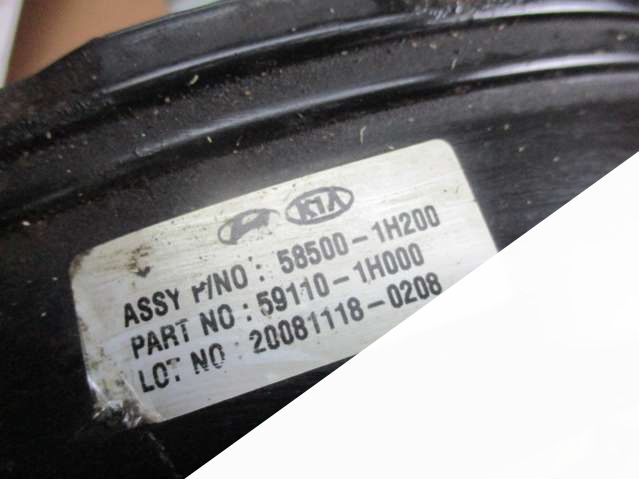 KIA
ASSY P/NO : 58500-1H200
PART NO : 59110-1H000
LOT NO : 20081118-0208